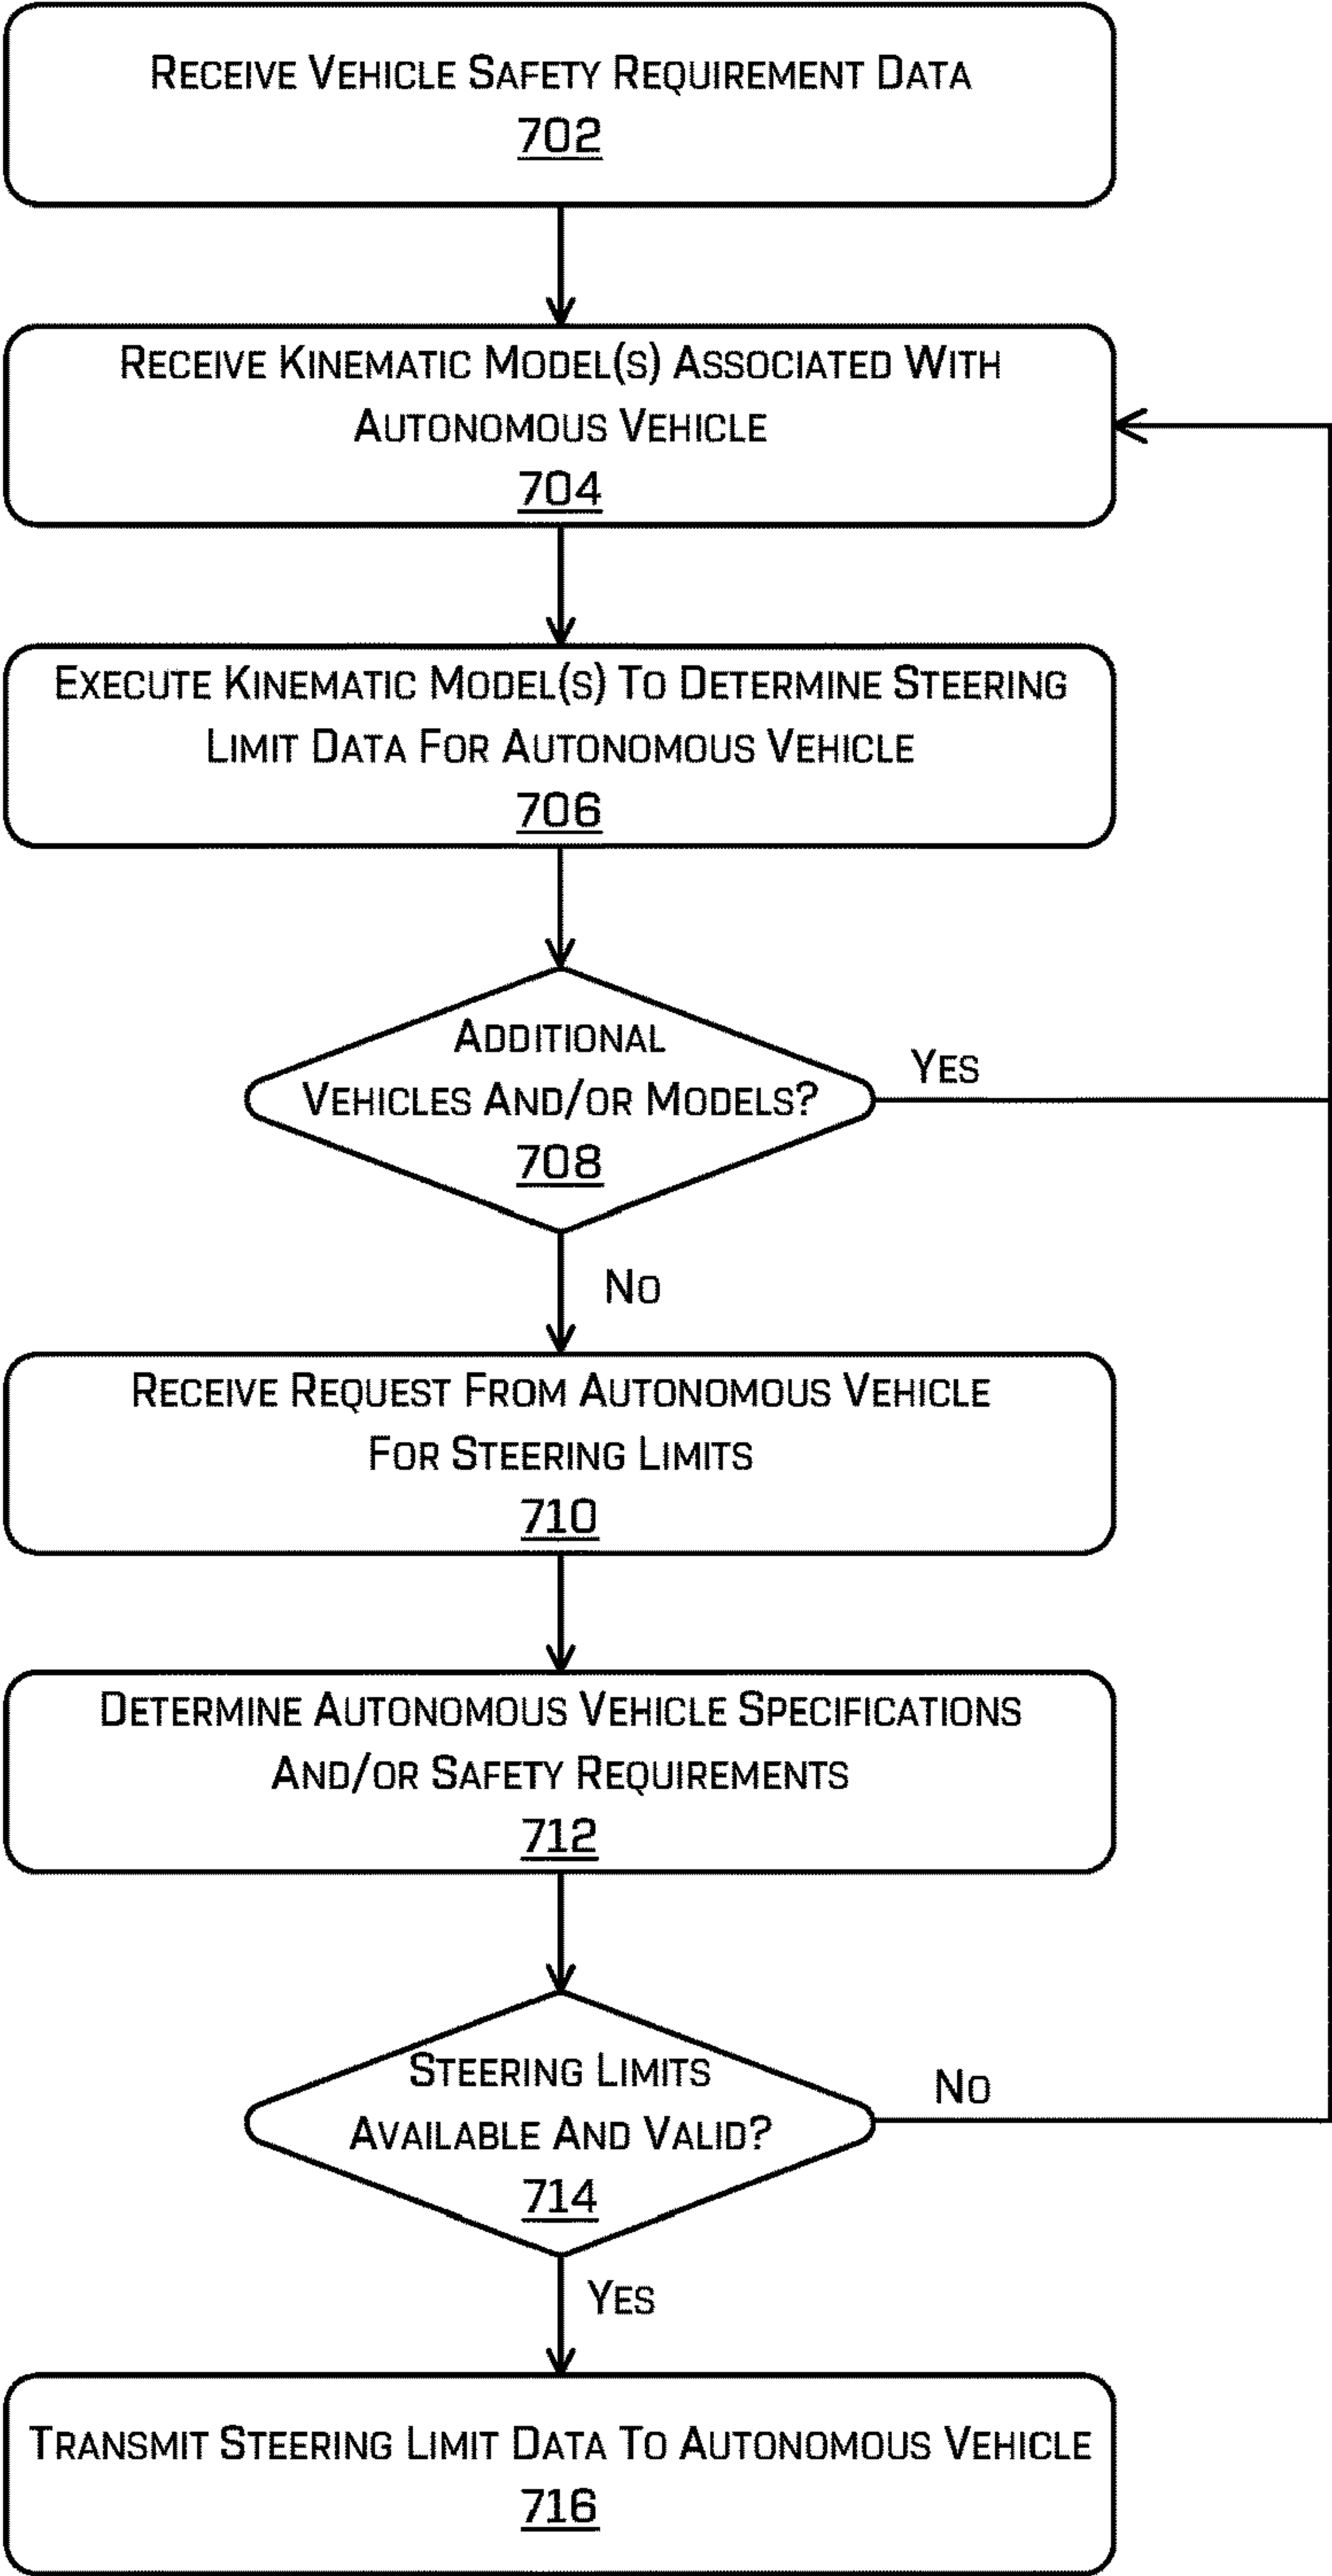 RECEIVE VEHICLE SAFETY REQUIREMENT DATA
702
RECEIVE KINEMATIC MODEL(S) ASSOCIATED WITH
AUTONOMOUS VEHICLE
704
EXECUTE KINEMATIC MODEL(S) TO DETERMINE STEERING
LIMIT DATA FOR AUTONOMOUS VEHICLE
706
ADDITIONAL
VEHICLES AND/OR MODELS?
708
YES
NO
RECEIVE REQUEST FROM AUTONOMOUS VEHICLE
FOR STEERING LIMITS
710
DETERMINE AUTONOMOUS VEHICLE SPECIFICATIONS
AND/OR SAFETY REQUIREMENTS
712
STEERING LIMITS
AVAILABLE AND VALID?
714
NO
YES
TRANSMIT STEERING LIMIT DATA TO AUTONOMOUS VEHICLE
716